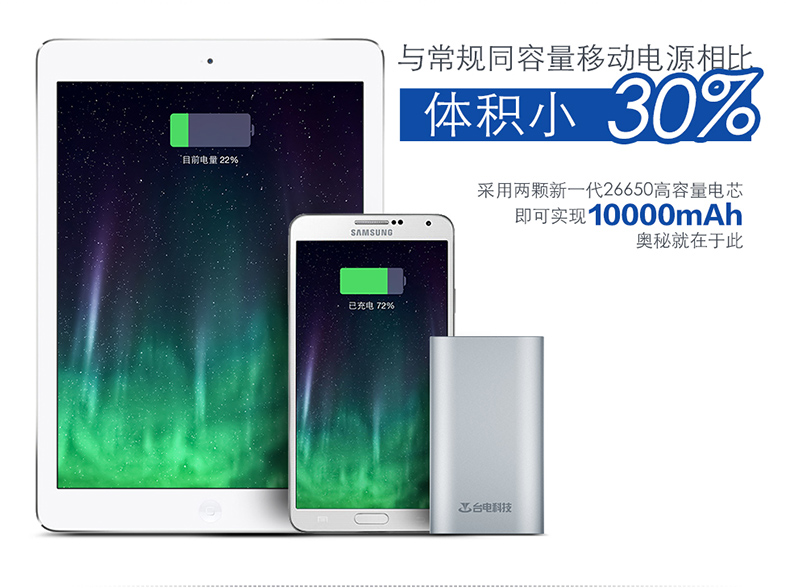 与常规同容量移动电源相比
体积小 30%
采用两颗新一代26650高容量电芯
即可实现10000mAh
奥秘就在于此
目前电量 22%
SAMSUNG
已充电 72%
台电科技